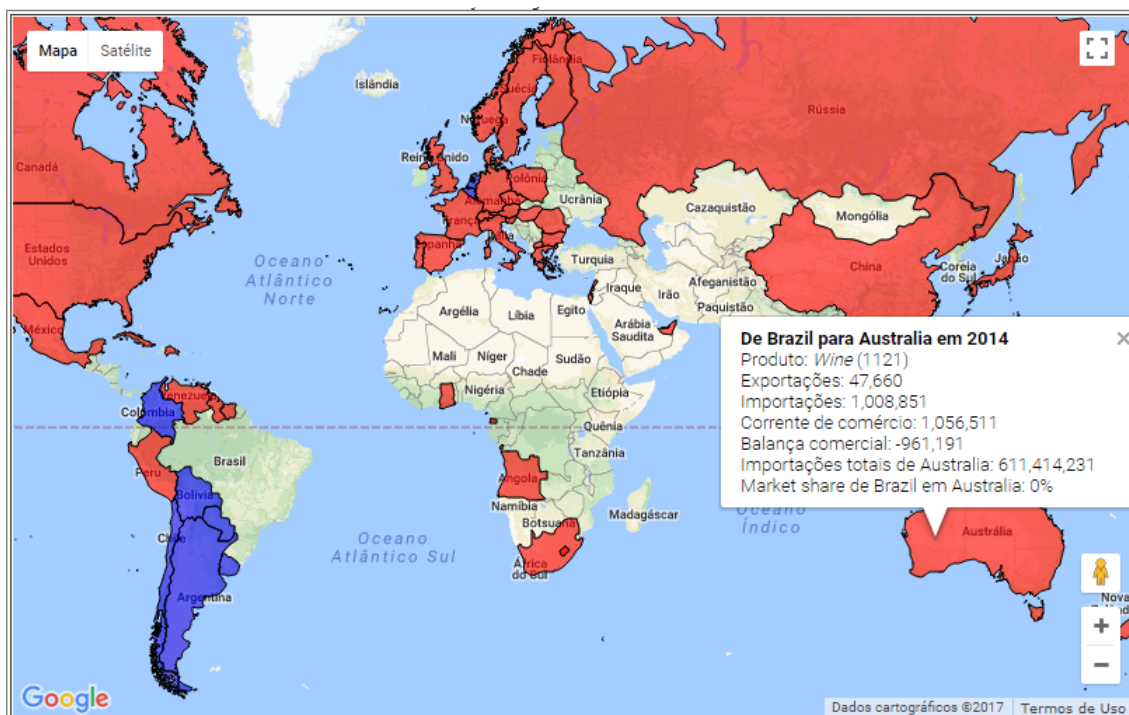 Mapa
Satélite
Islândia
Finlândia
Suécia
Noruega
Rússia
Canadá
Reino Unido
Polônia
Alemanha
Ucrânia
França
Cazaquistão
Mongólia
Estados
Unidos
Espanha
Itália
Oceano
Atlântico
Norte
Turquia
China
Coreia
do Sul
Japão
Iraque
Irão
Afeganistão
Paquistão
Argélia
Líbia
Egito
Arábia
Saudita
México
Mali
Níger
Chade
Sudão
Nigéria
Etiópia
Venezuela
Colômbia
Quênia
Tanzânia
Brasil
Peru
Bolívia
Angola
Namíbia
Botsuana
Madagáscar
Chile
Oceano
Atlântico Sul
África
do Sul
Oceano
Índico
Argentina
De Brazil para Australia em 2014
Produto: Wine (1121)
Exportações: 47,660
Importações: 1,008,851
Corrente de comércio: 1,056,511
Balança comercial: -961,191
Importações totais de Australia: 611,414,231
Market share de Brazil em Australia: 0%
Austrália
Nova
Google
Dados cartográficos ©2017
Termos de Uso